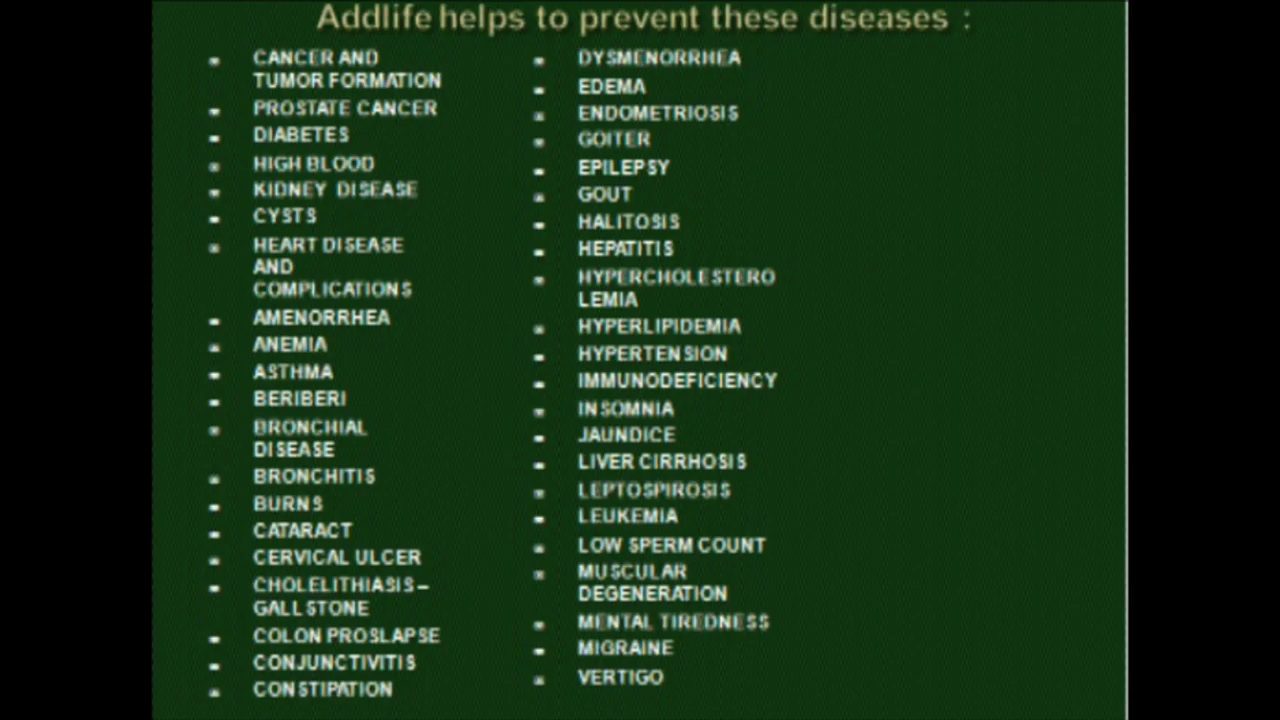 Addlife helps to prevent these diseases :
CANCER AND
TUMOR FORMATION
PROSTATE CANCER
DIABETES
HIGH BLOOD
KIDNEY DISEASE
CYSTS
HEART DISEASE
AND
COMPLICATIONS
AMENORRHEA
ANEMIA
ASTHMA
BERIBERI
BRONCHIAL
DISEASE
BRONCHITIS
BURNS
CATARACT
CERVICAL ULCER
CHOLELITHIASIS –
GALL STONE
COLON PROSLAPSE
CONJUNCTIVITIS
CONSTIPATION
DYSMENORRHEA
EDEMA
ENDOMETRIOSIS
GOITER
EPILEPSY
GOUT
HALITOSIS
HEPATITIS
HYPERCHOLESTERO
LEMIA
HYPERLIPIDEMIA
HYPERTENSION
IMMUNODEFICIENCY
INSOMNIA
JAUNDICE
LIVER CIRRHOSIS
LEPTOSPIROSIS
LEUKEMIA
LOW SPERM COUNT
MUSCULAR
DEGENERATION
MENTAL TIREDNESS
MIGRAINE
VERTIGO